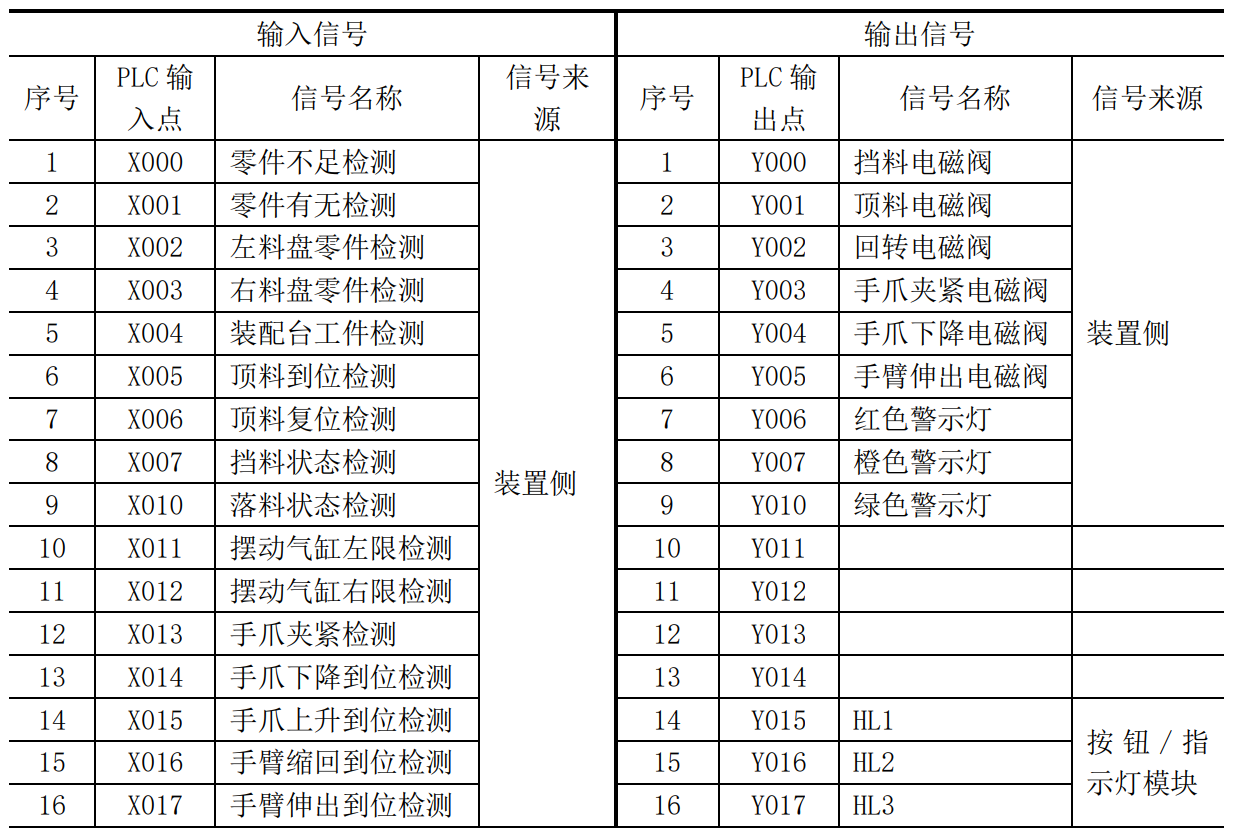 输入信号 输出信号
序号 PLC 输入点 信号名称 信号来源 序号 PLC 输出点 信号名称 信号来源
1 X000 零件不足检测 装置侧 1 Y000 挡料电磁阀 装置侧
2 X001 零件有无检测 2 Y001 顶料电磁阀
3 X002 左料盘零件检测 3 Y002 回转电磁阀
4 X003 右料盘零件检测 4 Y003 手爪夹紧电磁阀
5 X004 装配台工件检测 5 Y004 手爪下降电磁阀
6 X005 顶料到位检测 6 Y005 手臂伸出电磁阀
7 X006 顶料复位检测 7 Y006 红色警示灯
8 X007 挡料状态检测 8 Y007 橙色警示灯
9 X010 落料状态检测 9 Y010 绿色警示灯
10 X011 摆动气缸左限检测 10 Y011
11 X012 摆动气缸右限检测 11 Y012
12 X013 手爪夹紧检测 12 Y013
13 X014 手爪下降到位检测 13 Y014
14 X015 手爪上升到位检测 14 Y015 HL1 按钮/指示灯模块
15 X016 手臂缩回到位检测 15 Y016 HL2
16 X017 手臂伸出到位检测 16 Y017 HL3